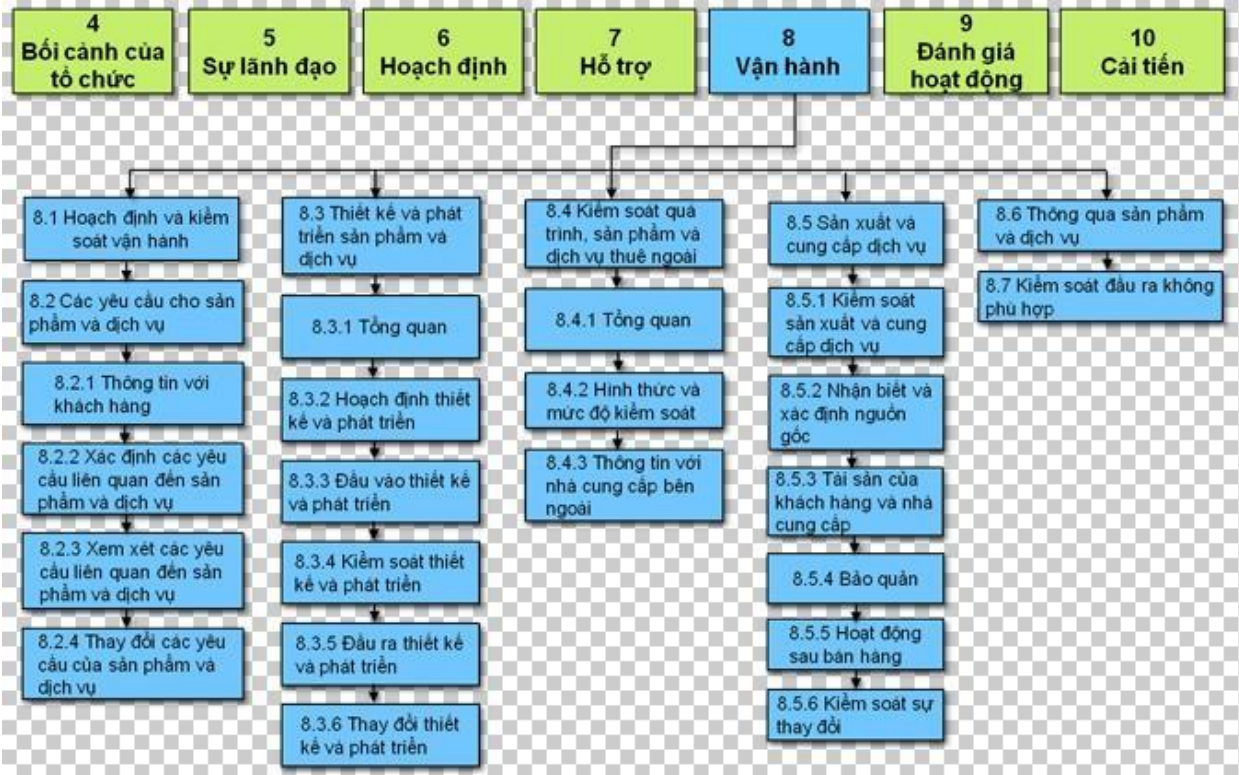 4
Bối cảnh của
tổ chức
5
Sự lãnh đạo
6
Hoạch định
7
Hỗ trợ
8
Vận hành
9
Đánh giá
hoạt động
10
Cải tiến
8.1 Hoạch định và kiểm
soát vận hành
8.2 Các yêu cầu cho sản
phẩm và dịch vụ
8.2.1 Thông tin với
khách hàng
8.2.2 Xác định các yêu
cầu liên quan đến sản
phẩm và dịch vụ
8.2.3 Xem xét các yêu
cầu liên quan đến sản
phẩm và dịch vụ
8.2.4 Thay đổi các yêu
cầu của sản phẩm và
dịch vụ
8.3 Thiết kế và phát
triển sản phẩm và
dịch vụ
8.3.1 Tổng quan
8.3.2 Hoạch định thiết
kế và phát triển
8.3.3 Đầu vào thiết kế
và phát triển
8.3.4 Kiểm soát thiết
kế và phát triển
8.3.5 Đầu ra thiết kế
và phát triển
8.3.6 Thay đổi thiết
kế và phát triển
8.4 Kiểm soát quá
trình, sản phẩm và
dịch vụ thuê ngoài
8.4.1 Tổng quan
8.4.2 Hình thức và
mức độ kiểm soát
8.4.3 Thông tin với
nhà cung cấp bên
ngoài
8.5 Sản xuất và
cung cấp dịch vụ
8.5.1 Kiểm soát
sản xuất và cung
cấp dịch vụ
8.5.2 Nhận biết và
xác định nguồn
gốc
8.5.3 Tài sản của
khách hàng và nhà
cung cấp
8.5.4 Bảo quản
8.5.5 Hoạt động
sau bán hàng
8.5.6 Kiểm soát sự
thay đổi
8.6 Thông qua sản phẩm
và dịch vụ
8.7 Kiểm soát đầu ra không
phù hợp